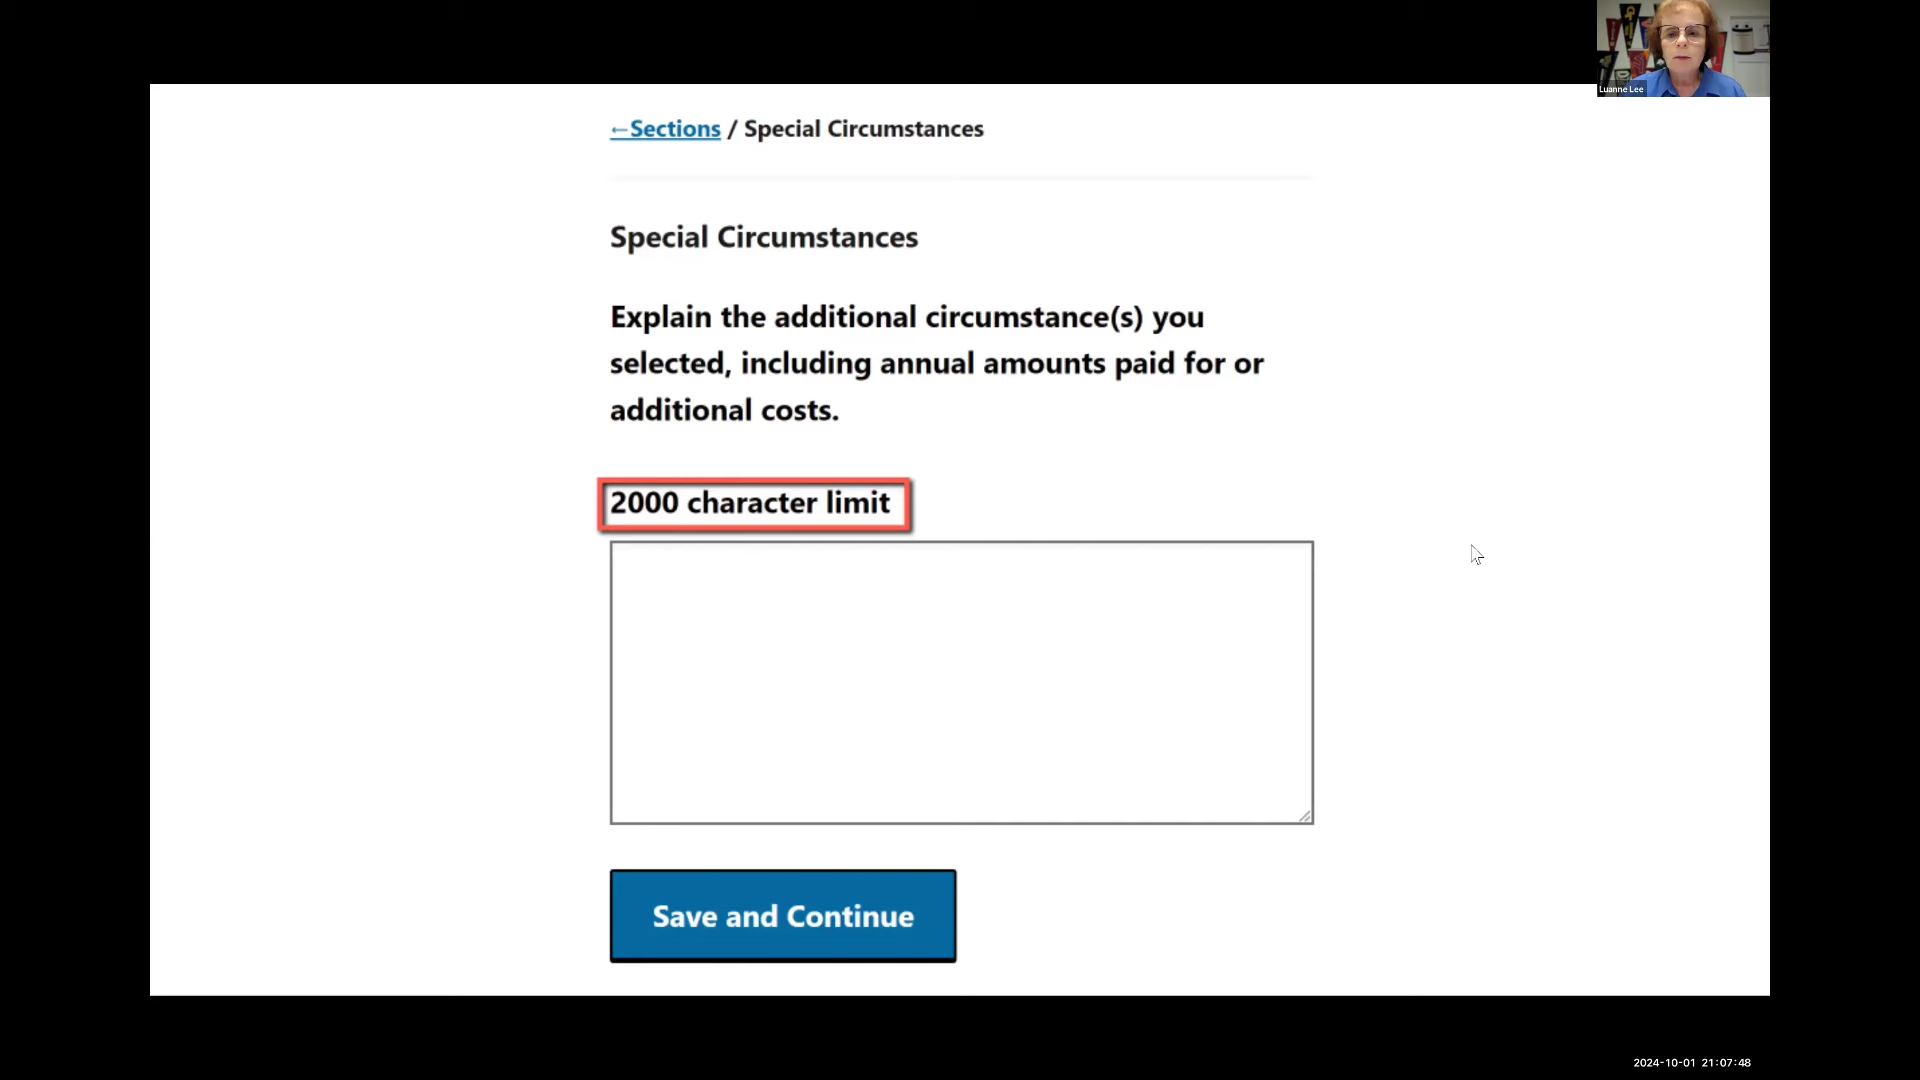 Luanne Lee
←Sections / Special Circumstances
Special Circumstances
Explain the additional circumstance(s) you
selected, including annual amounts paid for or
additional costs.
2000 character limit
Save and Continue
2024-10-01 21:07:48